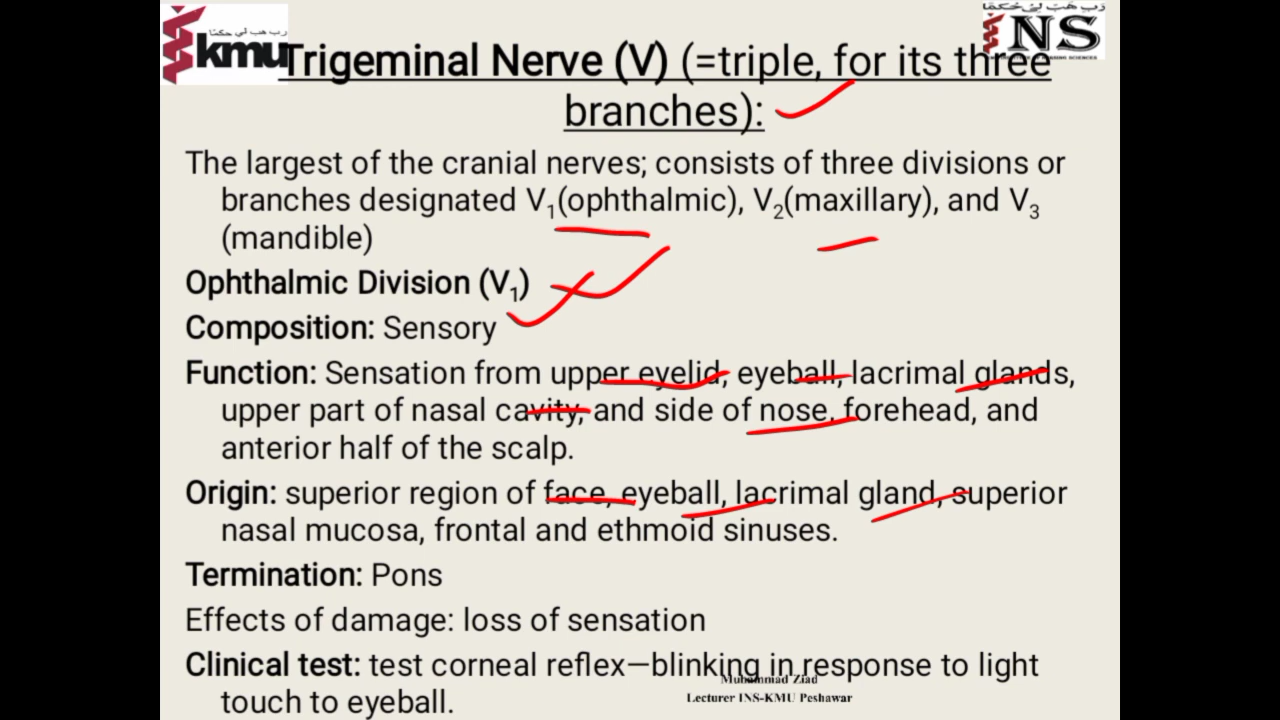 رب هب لي حكما
kmu
رَبِّ هَبْ لِي حُكْمًا
INS
Trigeminal Nerve (V) (=triple, for its three
branches):
The largest of the cranial nerves; consists of three divisions or
branches designated V₁(ophthalmic), V₂(maxillary), and V₃
(mandible)
Ophthalmic Division (V₁)
Composition: Sensory
Function: Sensation from upper eyelid, eyeball, lacrimal glands,
upper part of nasal cavity, and side of nose, forehead, and
anterior half of the scalp.
Origin: superior region of face, eyeball, lacrimal gland, superior
nasal mucosa, frontal and ethmoid sinuses.
Termination: Pons
Effects of damage: loss of sensation
Clinical test: test corneal reflex—blinking in response to light
touch to eyeball.
Muhammad Ziad
Lecturer INS-KMU Peshawar